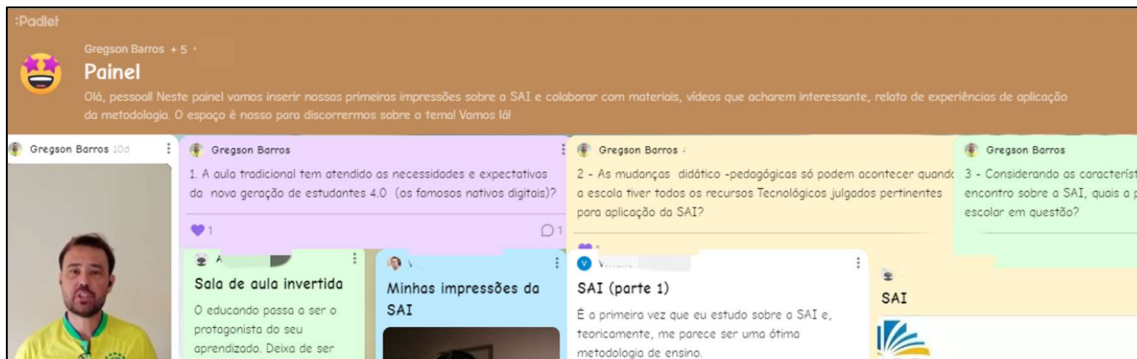 :Padlet
Gregson Barros + 5
Painel
Olá, pessoal! Neste painel vamos inserir nossas primeiras impressões sobre a SAI e colaborar com materiais, vídeos que acharem interessante, relato de experiências de aplicação
da metodologia. O espaço é nosso para discorrermos sobre o tema! Vamos lá!
Gregson Barros 10d
Gregson Barros
1. A aula tradicional tem atendido as necessidades e expectativas
da nova geração de estudantes 4.0 (os famosos nativos digitais)?
1
1
Gregson Barros
2 - As mudanças didático -pedagógicas só podem acontecer quando
a escola tiver todos os recursos Tecnológicos julgados pertinentes
para aplicação da SAI?
Gregson Barros
3 - Considerando as característ
encontro sobre a SAI, quais a p
escolar em questão?
Sala de aula invertida
O educando passa a ser o
protagonista do seu
aprendizado. Deixa de ser
Minhas impressões da
SAI
V
SAI (parte 1)
É a primeira vez que eu estudo sobre a SAI e,
teoricamente, me parece ser uma ótima
metodologia de ensino.
SAI